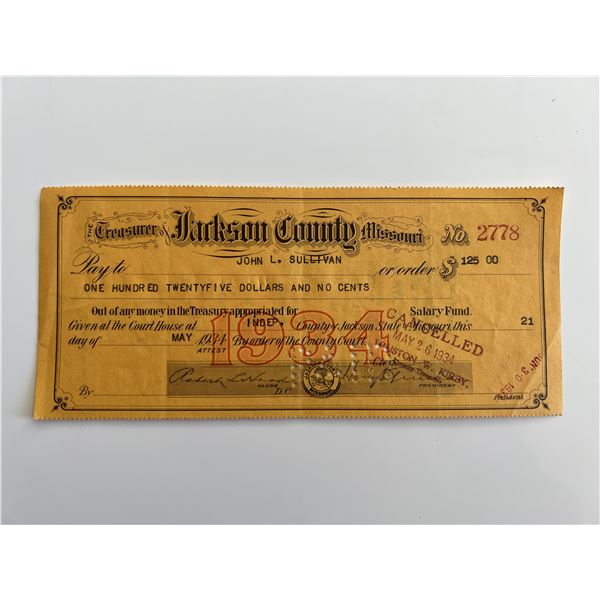 THE Treasurer of Jackson County Missouri No. 2778
JOHN L. SULLIVAN
Pay to or order $ 125 00
ONE HUNDRED TWENTYFIVE DOLLARS AND NO CENTS
Out of any money in the Treasury appropriated for Salary Fund.
Given at the Court House at INDEP. County of Jackson State of Missouri, this 21
day of MAY 1934 By order of the County Court.
1934
ATTEST
CANCELLED
MAY 26 1934
W. KIRBY,
CLERK
PRESIDENT
By D.C. President